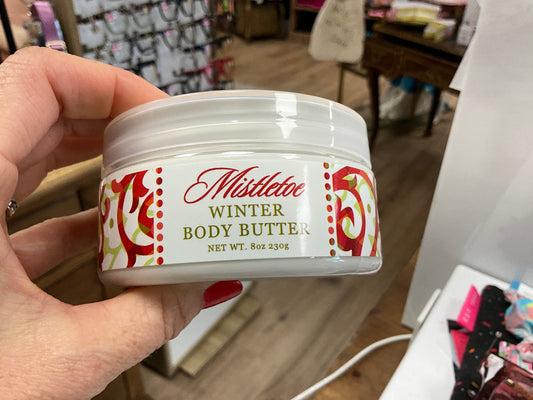 Mistletoe
WINTER
BODY BUTTER
NET WT. 8oz 230g